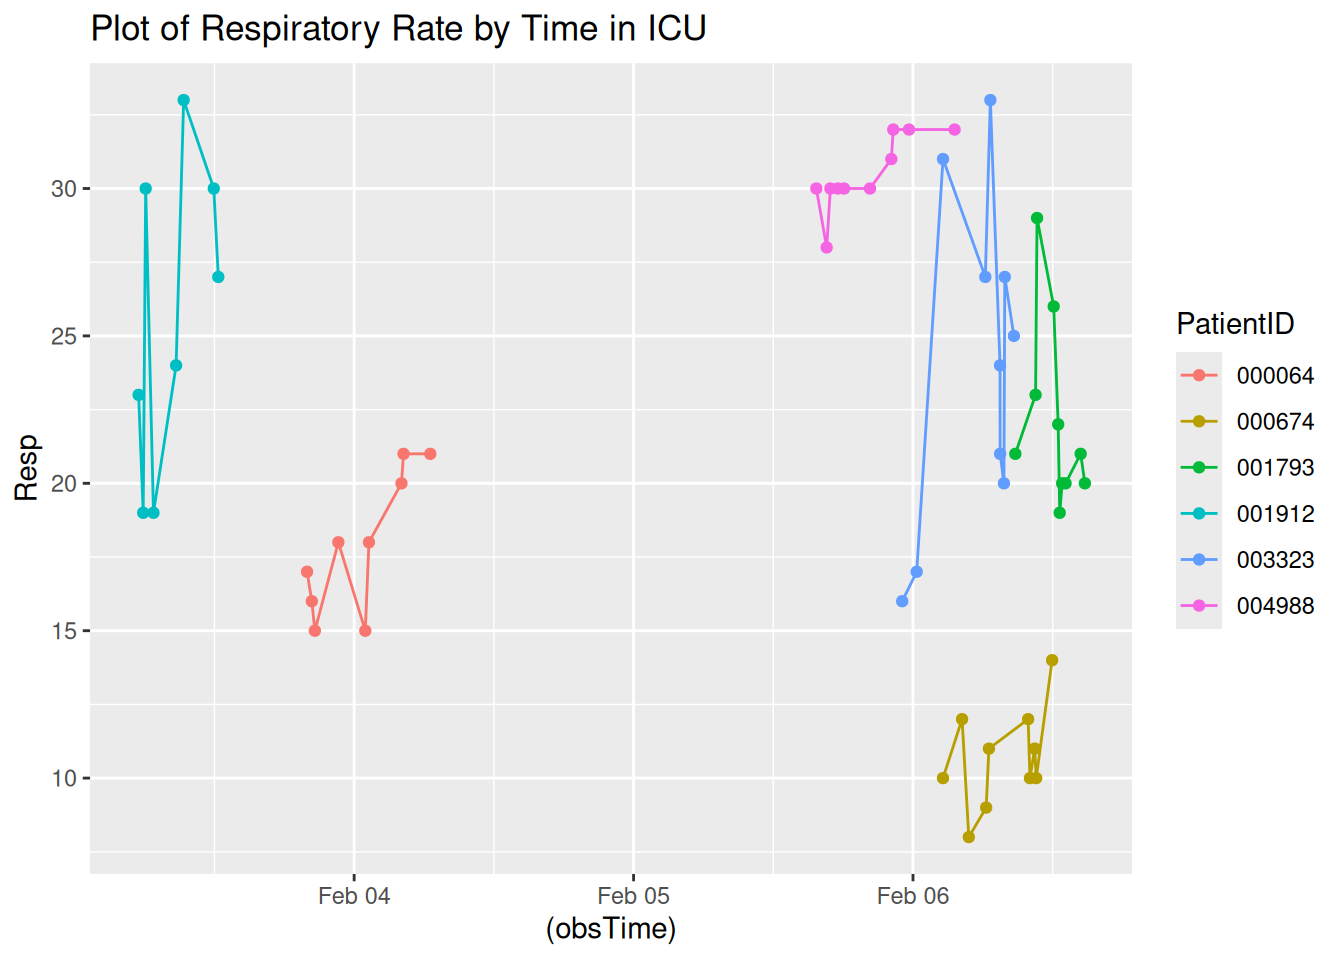 Plot of Respiratory Rate by Time in ICU
Resp
30
25
20
15
10
Feb 04
Feb 05
Feb 06
(obsTime)
PatientID
000064
000674
001793
001912
003323
004988